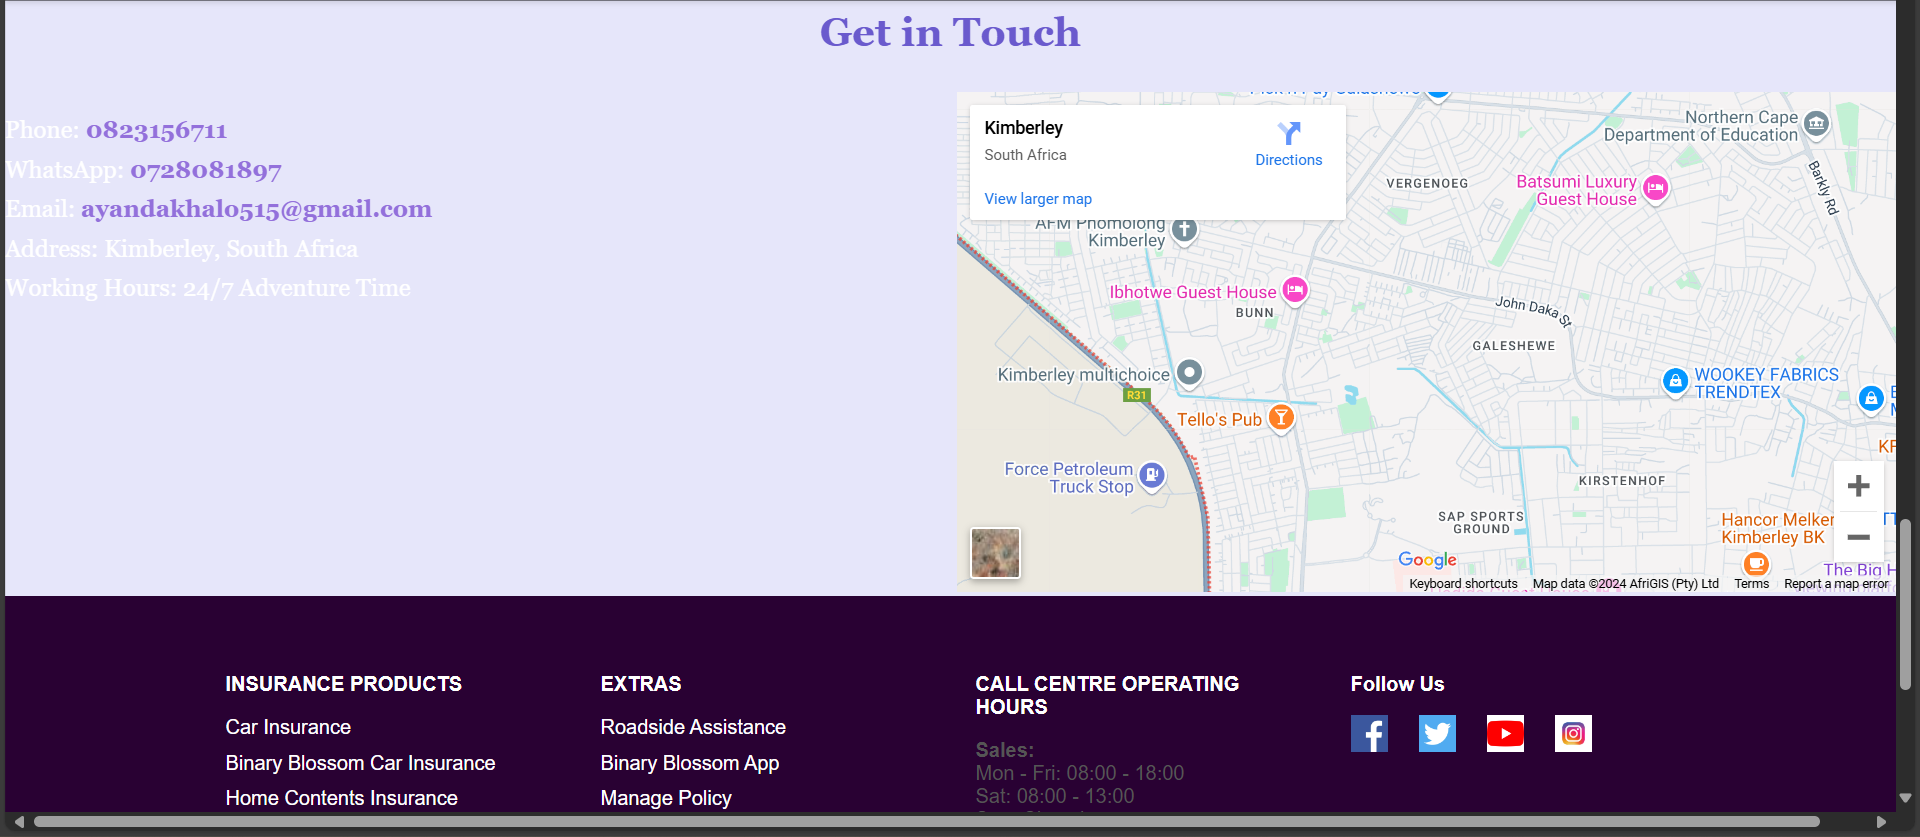 Get in Touch
Phone: 0823156711
WhatsApp: 0728081897
Email: ayandakhalo515@gmail.com
Address: Kimberley, South Africa
Working Hours: 24/7 Adventure Time
Kimberley
South Africa
Directions
View larger map
Northern Cape
Department of Education
VERGENOEG
Batsumi Luxury
Guest House
Barkly Rd
AFM Phomolong
Kimberley
Ibhotwe Guest House
BUNN
John Daka St
GALESHEWE
Kimberley multichoice
R31
WOOKEY FABRICS
TRENDTEX
Tello's Pub
Force Petroleum
Truck Stop
KIRSTENHOF
SAP SPORTS
GROUND
Hancor Melker
Kimberley BK
The Big H
Google
Keyboard shortcuts
Map data ©2024 AfriGIS (Pty) Ltd
Terms
Report a map error
INSURANCE PRODUCTS
Car Insurance
Binary Blossom Car Insurance
Home Contents Insurance
EXTRAS
Roadside Assistance
Binary Blossom App
Manage Policy
CALL CENTRE OPERATING
HOURS
Sales:
Mon - Fri: 08:00 - 18:00
Sat: 08:00 - 13:00
Follow Us